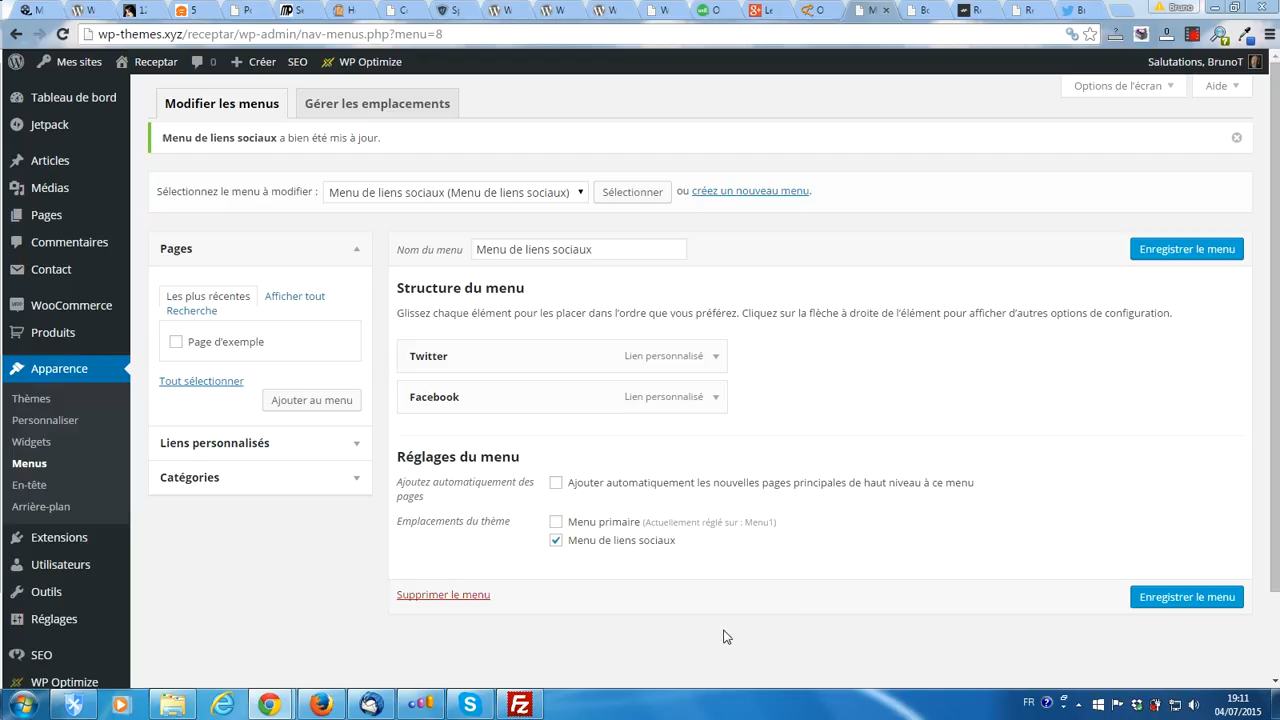 wp-themes.xyz/receptar/wp-admin/nav-menus.php?menu=8
Bruno
Mes sites
Receptar
0
Créer
SEO
WP Optimize
Salutations, BrunoT
Tableau de bord
Jetpack
Articles
Médias
Pages
Commentaires
Contact
WooCommerce
Produits
Apparence
Thèmes
Personnaliser
Widgets
Menus
En-tête
Arrière-plan
Extensions
Utilisateurs
Outils
Réglages
SEO
WP Optimize
Modifier les menus
Gérer les emplacements
Options de l'écran
Aide
Menu de liens sociaux a bien été mis à jour.
Sélectionnez le menu à modifier :
Menu de liens sociaux (Menu de liens sociaux)
Sélectionner
ou créez un nouveau menu.
Pages
Les plus récentes
Afficher tout
Recherche
Page d'exemple
Tout sélectionner
Ajouter au menu
Liens personnalisés
Catégories
Nom du menu
Menu de liens sociaux
Enregistrer le menu
Structure du menu
Glissez chaque élément pour les placer dans l'ordre que vous préférez. Cliquez sur la flèche à droite de l'élément pour afficher d'autres options de configuration.
Twitter
Lien personnalisé
Facebook
Lien personnalisé
Réglages du menu
Ajoutez automatiquement des
pages
Ajouter automatiquement les nouvelles pages principales de haut niveau à ce menu
Emplacements du thème
Menu primaire (Actuellement réglé sur : Menu1)
Menu de liens sociaux
Supprimer le menu
Enregistrer le menu
FR
19:11
04/07/2015